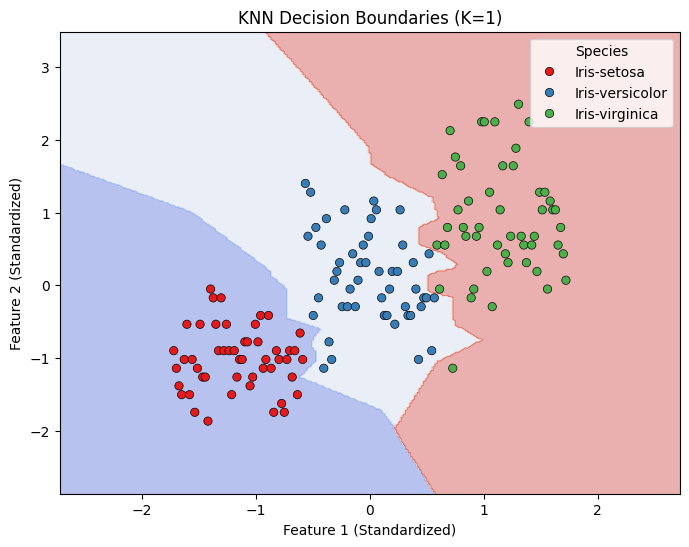 KNN Decision Boundaries (K=1)
Species
Iris-setosa
Iris-versicolor
Iris-virginica
Feature 2 (Standardized)
3
2
1
0
−1
−2
−2
−1
0
1
2
Feature 1 (Standardized)